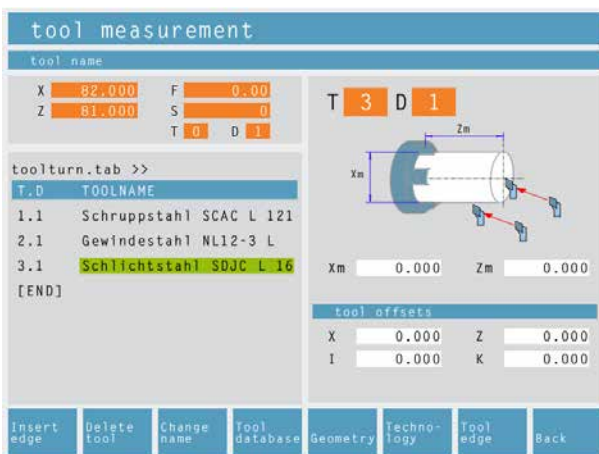 tool measurement
tool name
X 82.000 F 0.00
Z 81.000 S 0
T 0 D 1
toolturn.tab >>
T.D TOOLNAME
1.1 Schruppstahl SCAC L 121
2.1 Gewindestahl NL12-3 L
3.1 Schlichtstahl SDJC L 16
[END]
T 3 D 1
Zm
Xm
Xm 0.000 Zm 0.000
tool offsets
X 0.000 Z 0.000
I 0.000 K 0.000
Insert edge
Delete tool
Change name
Tool database
Geometry
Techno-logy
Tool edge
Back